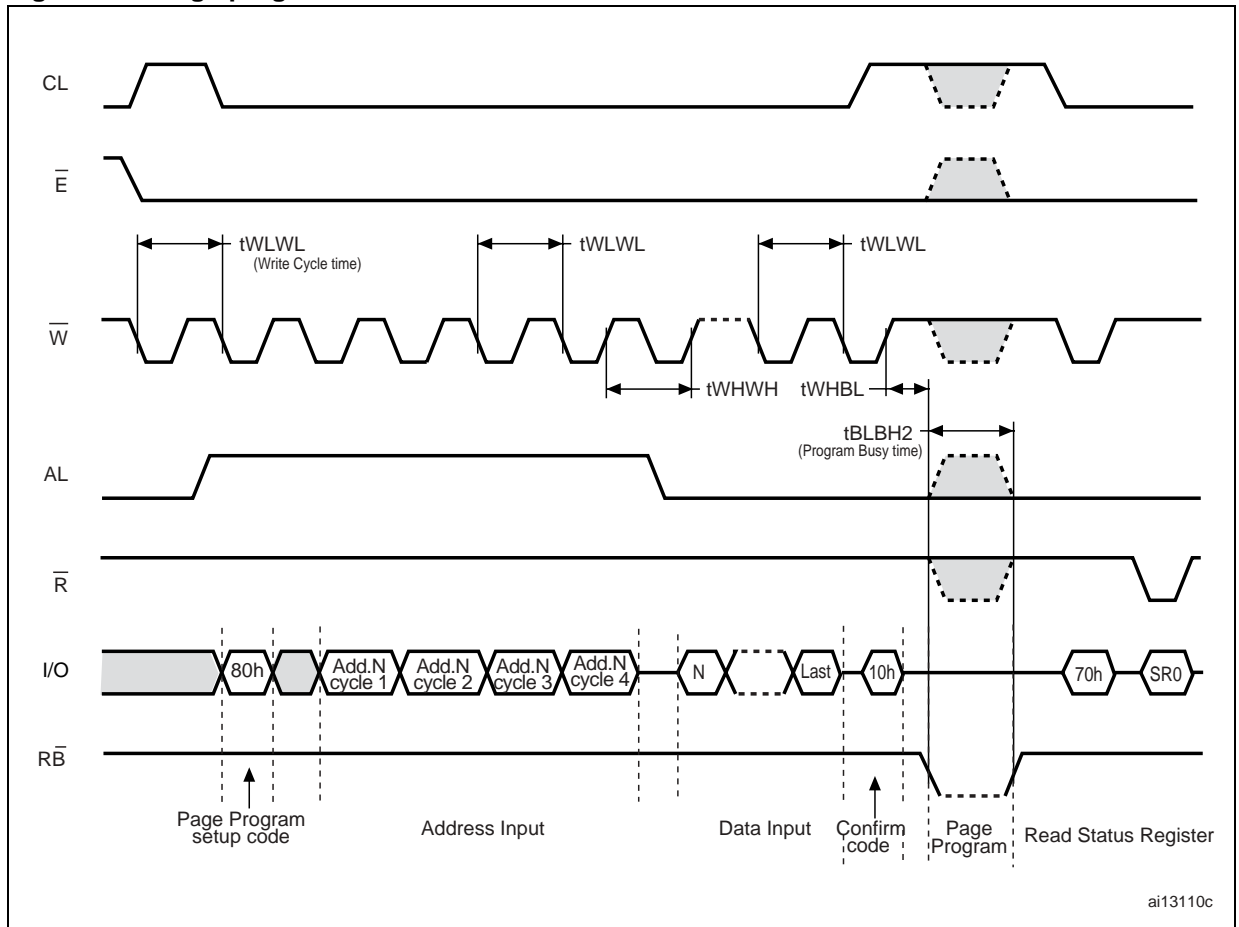 CL
E
tWLWL tWLWL tWLWL
(Write Cycle time)
W
tWHWH tWHBL
tBLBH2
(Program Busy time)
AL
R
I/O 80h Add.N cycle 1 Add.N cycle 2 Add.N cycle 3 Add.N cycle 4 N Last 10h 70h SR0
RB
Page Program setup code
Address Input
Data Input
Confirm code
Page Program
Read Status Register
ai13110c